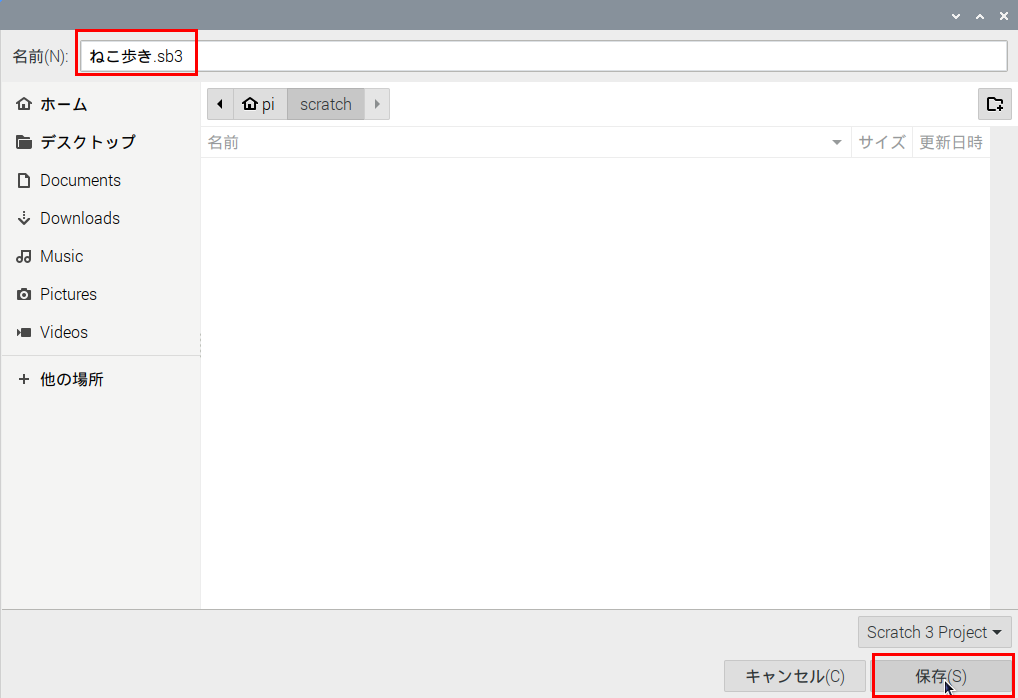 名前(N): ねこ歩き.sb3
ホーム
デスクトップ
Documents
Downloads
Music
Pictures
Videos
他の場所
pi scratch
名前 サイズ 更新日時
Scratch 3 Project
キャンセル(C) 保存(S)